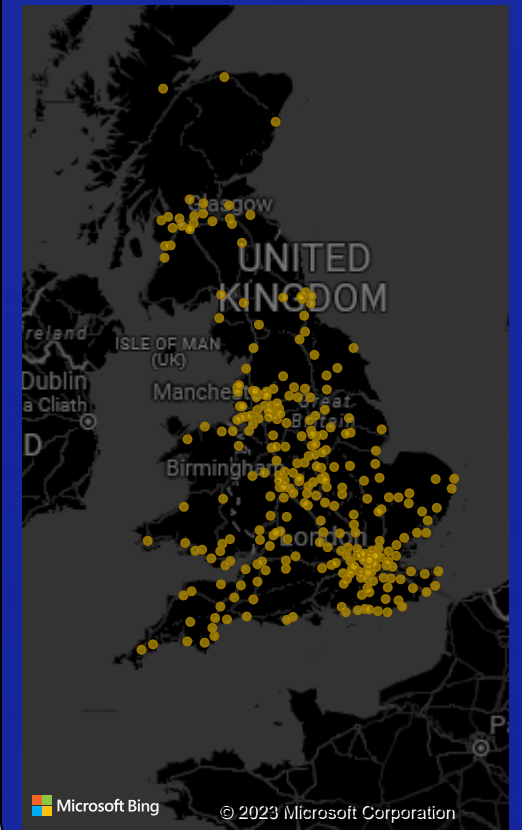 Glasgow
UNITED
KINGDOM
Ireland
ISLE OF MAN
(UK)
Dublin
a Cliath
Manchest
Great
Britain
D
Birmingham
London
P
Microsoft Bing
© 2023 Microsoft Corporation